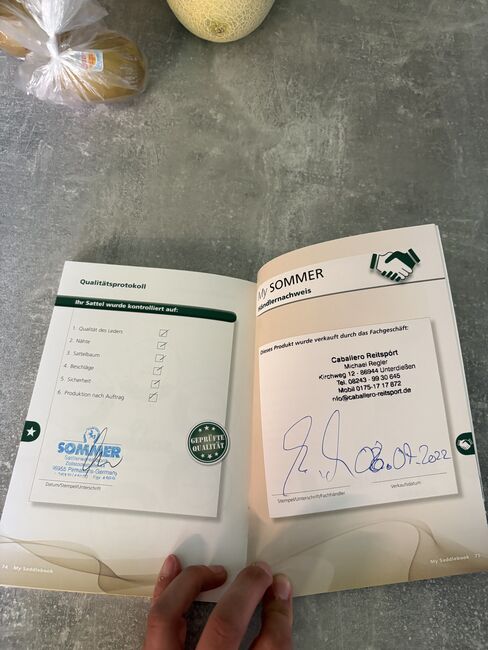 Qualitätsprotokoll
Ihr Sattel wurde kontrolliert auf:
1. Qualität des Leders
2. Nähte
3. Sattelbaum
4. Beschläge
5. Sicherheit
6. Produktion nach Auftrag
GEPRÜFTE
QUALITÄT
SOMMER
Datum/Stempel/Unterschrift
74 My Saddlebook
My SOMMER
Händlernachweis
Dieses Produkt wurde verkauft durch das Fachgeschäft:
Caballero Reitsport
Michael Regler
Kirchweg 12 - 86944 Unterdießen
Tel. 08243 - 99 30 645
Mobil 0175-17 17 872
info@caballero-reitsport.de
Stempel/Unterschrift/Fachhändler
Verkaufsdatum
My Saddlebook 75